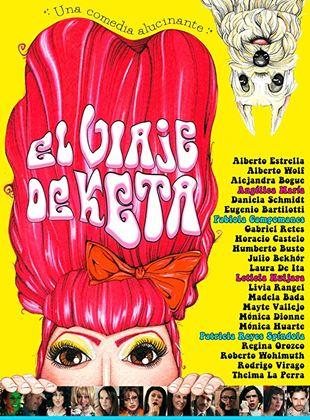 Una comedia alucinante
EL VIAJE
DE KETA
Alberto Estrella
Alberto Wolf
Alejandra Bogue
Angélica María
Daniela Schmidt
Eugenio Bartilotti
Fabiola Campomanes
Gabriel Retes
Horacio Castelo
Humberto Busto
Julio Bekhór
Laura De Ita
Leticia Huijara
Livia Rangel
Madela Bada
Mayte Vallejo
Mónica Dionne
Mónica Huarte
Patricia Reyes Spíndola
Regina Orozco
Roberto Wohlmuth
Rodrigo Virago
Thelma La Perra